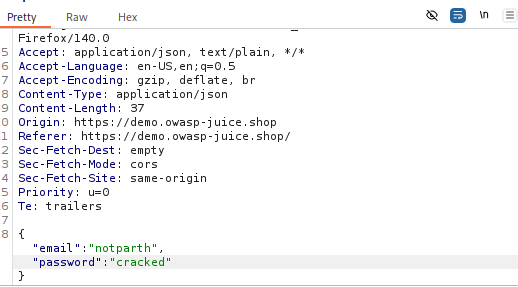 Pretty Raw Hex \n
Firefox/140.0
5 Accept: application/json, text/plain, */*
6 Accept-Language: en-US,en;q=0.5
7 Accept-Encoding: gzip, deflate, br
8 Content-Type: application/json
9 Content-Length: 37
0 Origin: https://demo.owasp-juice.shop
1 Referer: https://demo.owasp-juice.shop/
2 Sec-Fetch-Dest: empty
3 Sec-Fetch-Mode: cors
4 Sec-Fetch-Site: same-origin
5 Priority: u=0
6 Te: trailers
7
8 {
"email":"notparth",
"password":"cracked"
}